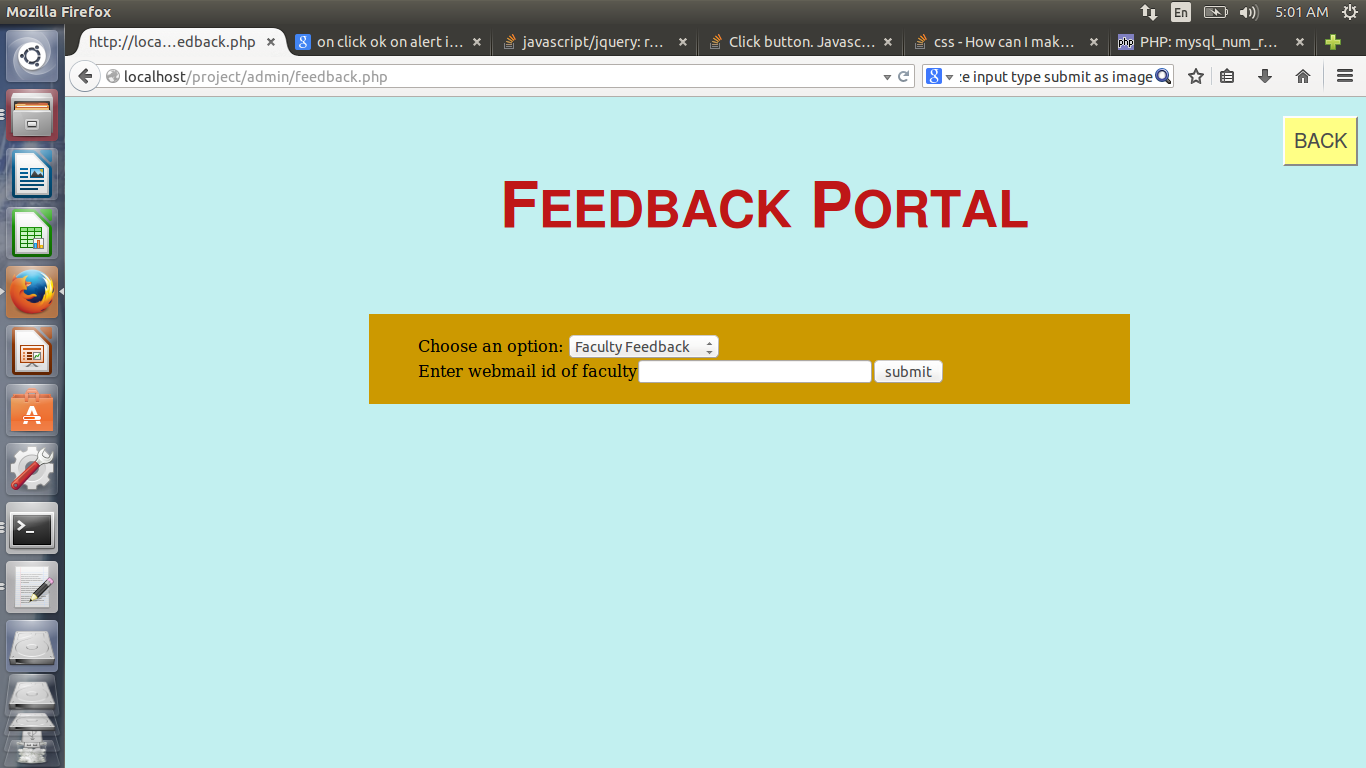 Mozilla Firefox
En
5:01 AM
http://loca...edback.php
on click ok on alert i...
javascript/jquery: r...
Click button. Javasc...
css - How can I mak...
php
PHP: mysql_num_r...
localhost/project/admin/feedback.php
:e input type submit as image
BACK
FEEDBACK PORTAL
Choose an option: Faculty Feedback
Enter webmail id of faculty
submit